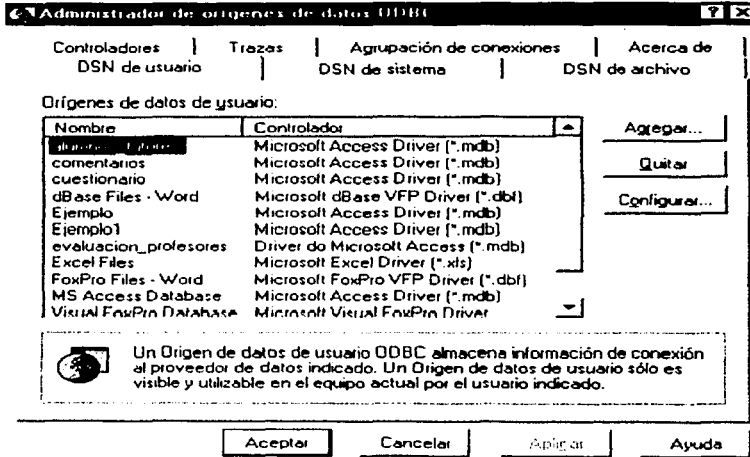 Administrador de orígenes de datos ODBC
Controladores Trazas Agrupación de conexiones Acerca de
DSN de usuario DSN de sistema DSN de archivo
Orígenes de datos de usuario:
Nombre Controlador
Microsoft Access Driver (*.mdb)
comentarios Microsoft Access Driver (*.mdb)
cuestionario Microsoft Access Driver (*.mdb)
dBase Files - Word Microsoft dBase VFP Driver (*.dbf)
Ejemplo Microsoft Access Driver (*.mdb)
Ejemplo1 Microsoft Access Driver (*.mdb)
evaluacion_profesores Driver do Microsoft Access (*.mdb)
Excel Files Microsoft Excel Driver (*.xls)
FoxPro Files - Word Microsoft FoxPro VFP Driver (*.dbf)
MS Access Database Microsoft Access Driver (*.mdb)
Visual FoxPro Database Microsoft Visual FoxPro Driver
Agregar...
Quitar
Configurar...
Un Origen de datos de usuario ODBC almacena información de conexión
al proveedor de datos indicado. Un Origen de datos de usuario sólo es
visible y utilizable en el equipo actual por el usuario indicado.
Aceptar Cancelar Aplicar Ayuda